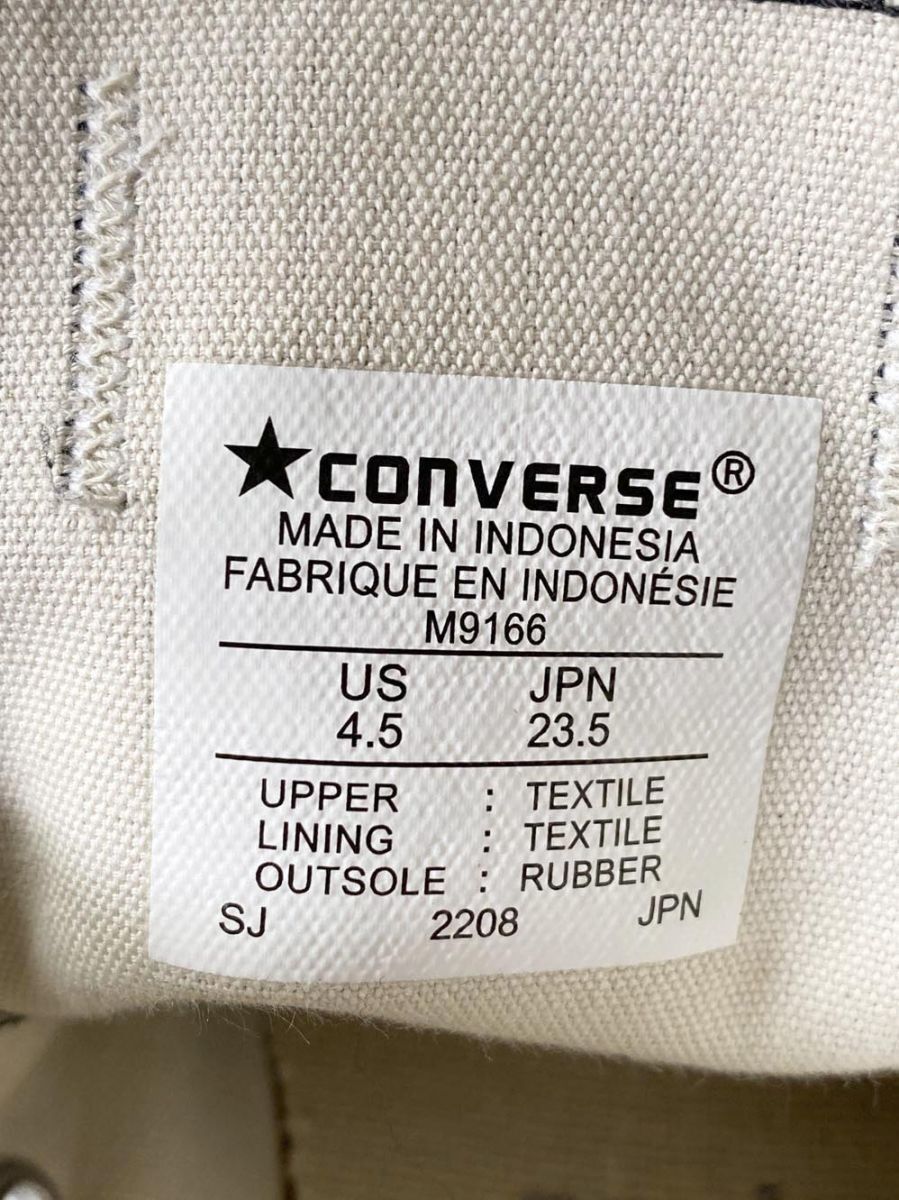 ★CONVERSE®
MADE IN INDONESIA
FABRIQUE EN INDONÉSIE
M9166
US JPN
4.5 23.5
UPPER : TEXTILE
LINING : TEXTILE
OUTSOLE : RUBBER
SJ 2208 JPN